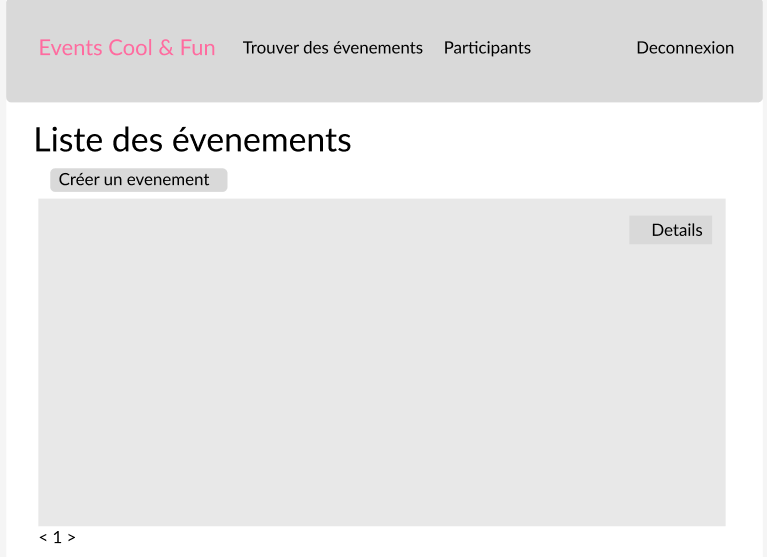 Events Cool & Fun Trouver des évenements Participants Deconnexion
Liste des évenements
Créer un evenement
Details
< 1 >